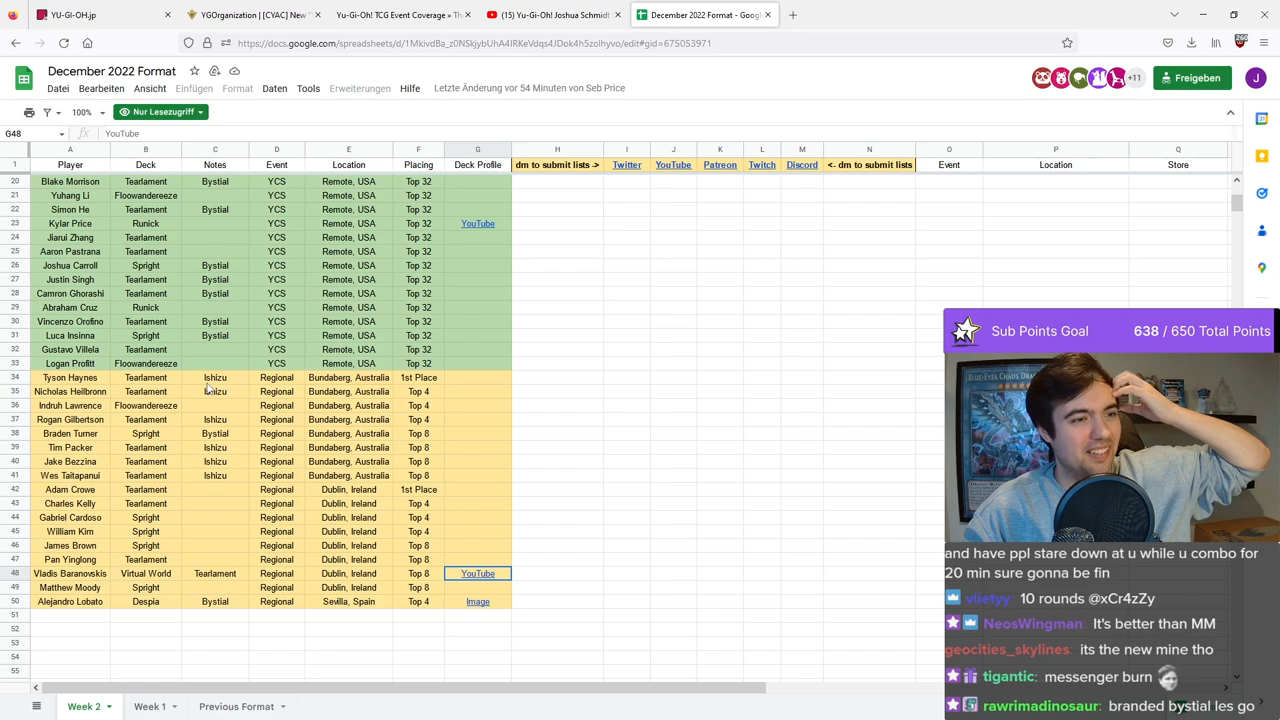 YU-GI-OH.jp
YGOrganization | [CYAC] New
Yu-Gi-Oh! TCG Event Coverage » Th
(15) Yu-Gi-Oh! Joshua Schmidt
December 2022 Format - Goog
260
December 2022 Format
Datei Bearbeiten Ansicht Einfügen Format Daten Tools Erweiterungen Hilfe Letzte Änderung vor 54 Minuten von Seb Price
+11
Freigeben
J
100%
Nur Lesezugriff
G48
YouTube
A B C D E F G H I J K L M N O P Q
1 Player Deck Notes Event Location Placing Deck Profile dm to submit lists -> Twitter YouTube Patreon Twitch Discord <- dm to submit lists Event Location Store
20 Blake Morrison Tearlament Bystial YCS Remote, USA Top 32
21 Yuhang Li Floowandereeze YCS Remote, USA Top 32
22 Simon He Tearlament Bystial YCS Remote, USA Top 32
23 Kylar Price Runick YCS Remote, USA Top 32 YouTube
24 Jiarui Zhang Tearlament YCS Remote, USA Top 32
25 Aaron Pastrana Tearlament YCS Remote, USA Top 32
26 Joshua Carroll Spright Bystial YCS Remote, USA Top 32
27 Justin Singh Tearlament Bystial YCS Remote, USA Top 32
28 Camron Ghorashi Tearlament Bystial YCS Remote, USA Top 32
29 Abraham Cruz Runick YCS Remote, USA Top 32
30 Vincenzo Orofino Tearlament Bystial YCS Remote, USA Top 32
31 Luca Insinna Spright Bystial YCS Remote, USA Top 32
32 Gustavo Villela Tearlament YCS Remote, USA Top 32
33 Logan Profitt Floowandereeze YCS Remote, USA Top 32
34 Tyson Haynes Tearlament Ishizu Regional Bundaberg, Australia 1st Place
35 Nicholas Heilbronn Tearlament Ishizu Regional Bundaberg, Australia Top 4
36 Indruh Lawrence Floowandereeze Regional Bundaberg, Australia Top 4
37 Rogan Gilbertson Tearlament Ishizu Regional Bundaberg, Australia Top 4
38 Braden Turner Spright Bystial Regional Bundaberg, Australia Top 8
39 Tim Packer Tearlament Ishizu Regional Bundaberg, Australia Top 8
40 Jake Bezzina Tearlament Ishizu Regional Bundaberg, Australia Top 8
41 Wes Taitapanui Tearlament Ishizu Regional Bundaberg, Australia Top 8
42 Adam Crowe Tearlament Regional Dublin, Ireland 1st Place
43 Charles Kelly Tearlament Regional Dublin, Ireland Top 4
44 Gabriel Cardoso Spright Regional Dublin, Ireland Top 4
45 William Kim Spright Regional Dublin, Ireland Top 4
46 James Brown Spright Regional Dublin, Ireland Top 8
47 Pan Yinglong Tearlament Regional Dublin, Ireland Top 8
48 Vladis Baranovskis Virtual World Tearlament Regional Dublin, Ireland Top 8 YouTube
49 Matthew Moody Spright Regional Dublin, Ireland Top 8
50 Alejandro Lobato Despia Bystial Regional Sevilla, Spain Top 4 Image
51
52
53
54
55
Week 2 Week 1 Previous Format
Sub Points Goal 638 / 650 Total Points
BLUE-EYES CHAOS DRAG
and have ppl stare down at u while u combo for
20 min sure gonna be fin
vlietyy: 10 rounds @xCr4zZy
NeosWingman: It's better than MM
geocities_skylines: its the new mine tho
tigantic: messenger burn
rawrimadinosaur: branded bystial les go